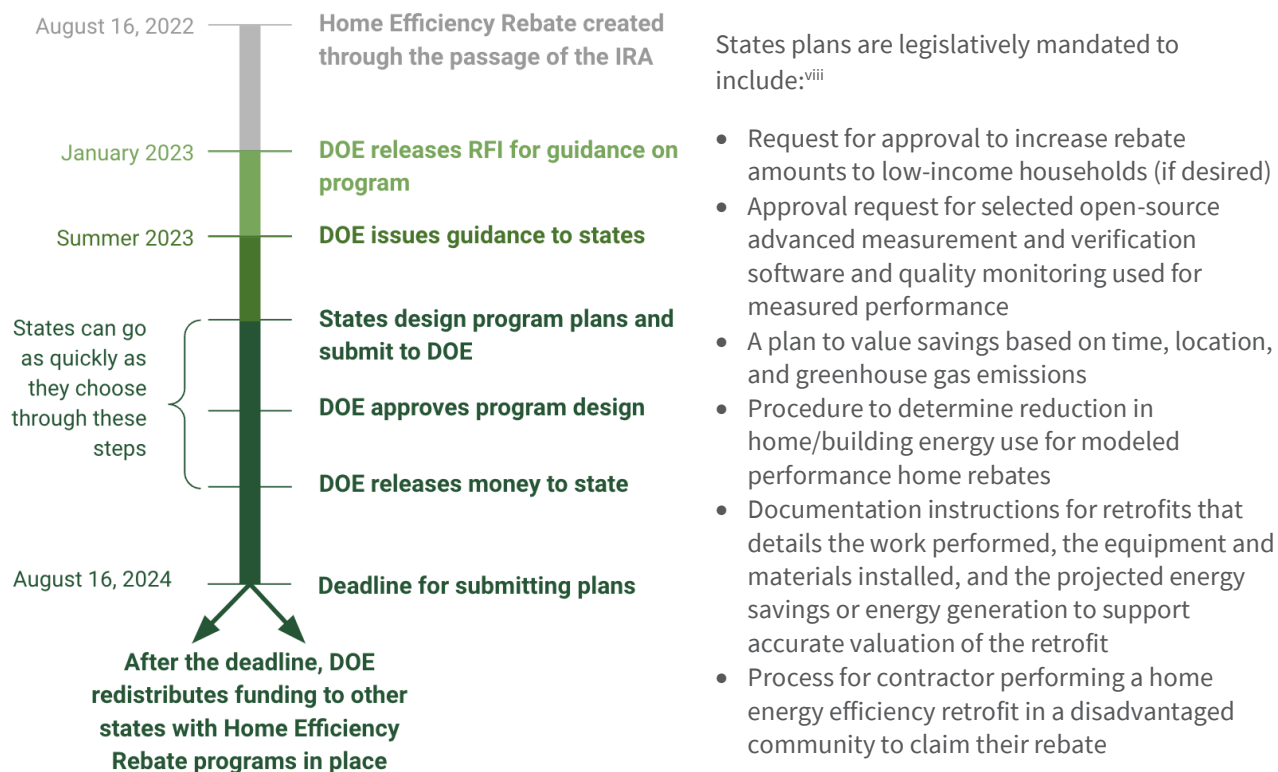 August 16, 2022
Home Efficiency Rebate created
through the passage of the IRA
January 2023
DOE releases RFI for guidance on
program
Summer 2023
DOE issues guidance to states
States can go
as quickly as
they choose
through these
steps
States design program plans and
submit to DOE
DOE approves program design
DOE releases money to state
August 16, 2024
Deadline for submitting plans
After the deadline, DOE
redistributes funding to other
states with Home Efficiency
Rebate programs in place
States plans are legislatively mandated to
include:viii
• Request for approval to increase rebate
amounts to low-income households (if desired)
• Approval request for selected open-source
advanced measurement and verification
software and quality monitoring used for
measured performance
• A plan to value savings based on time, location,
and greenhouse gas emissions
• Procedure to determine reduction in
home/building energy use for modeled
performance home rebates
• Documentation instructions for retrofits that
details the work performed, the equipment and
materials installed, and the projected energy
savings or energy generation to support
accurate valuation of the retrofit
• Process for contractor performing a home
energy efficiency retrofit in a disadvantaged
community to claim their rebate